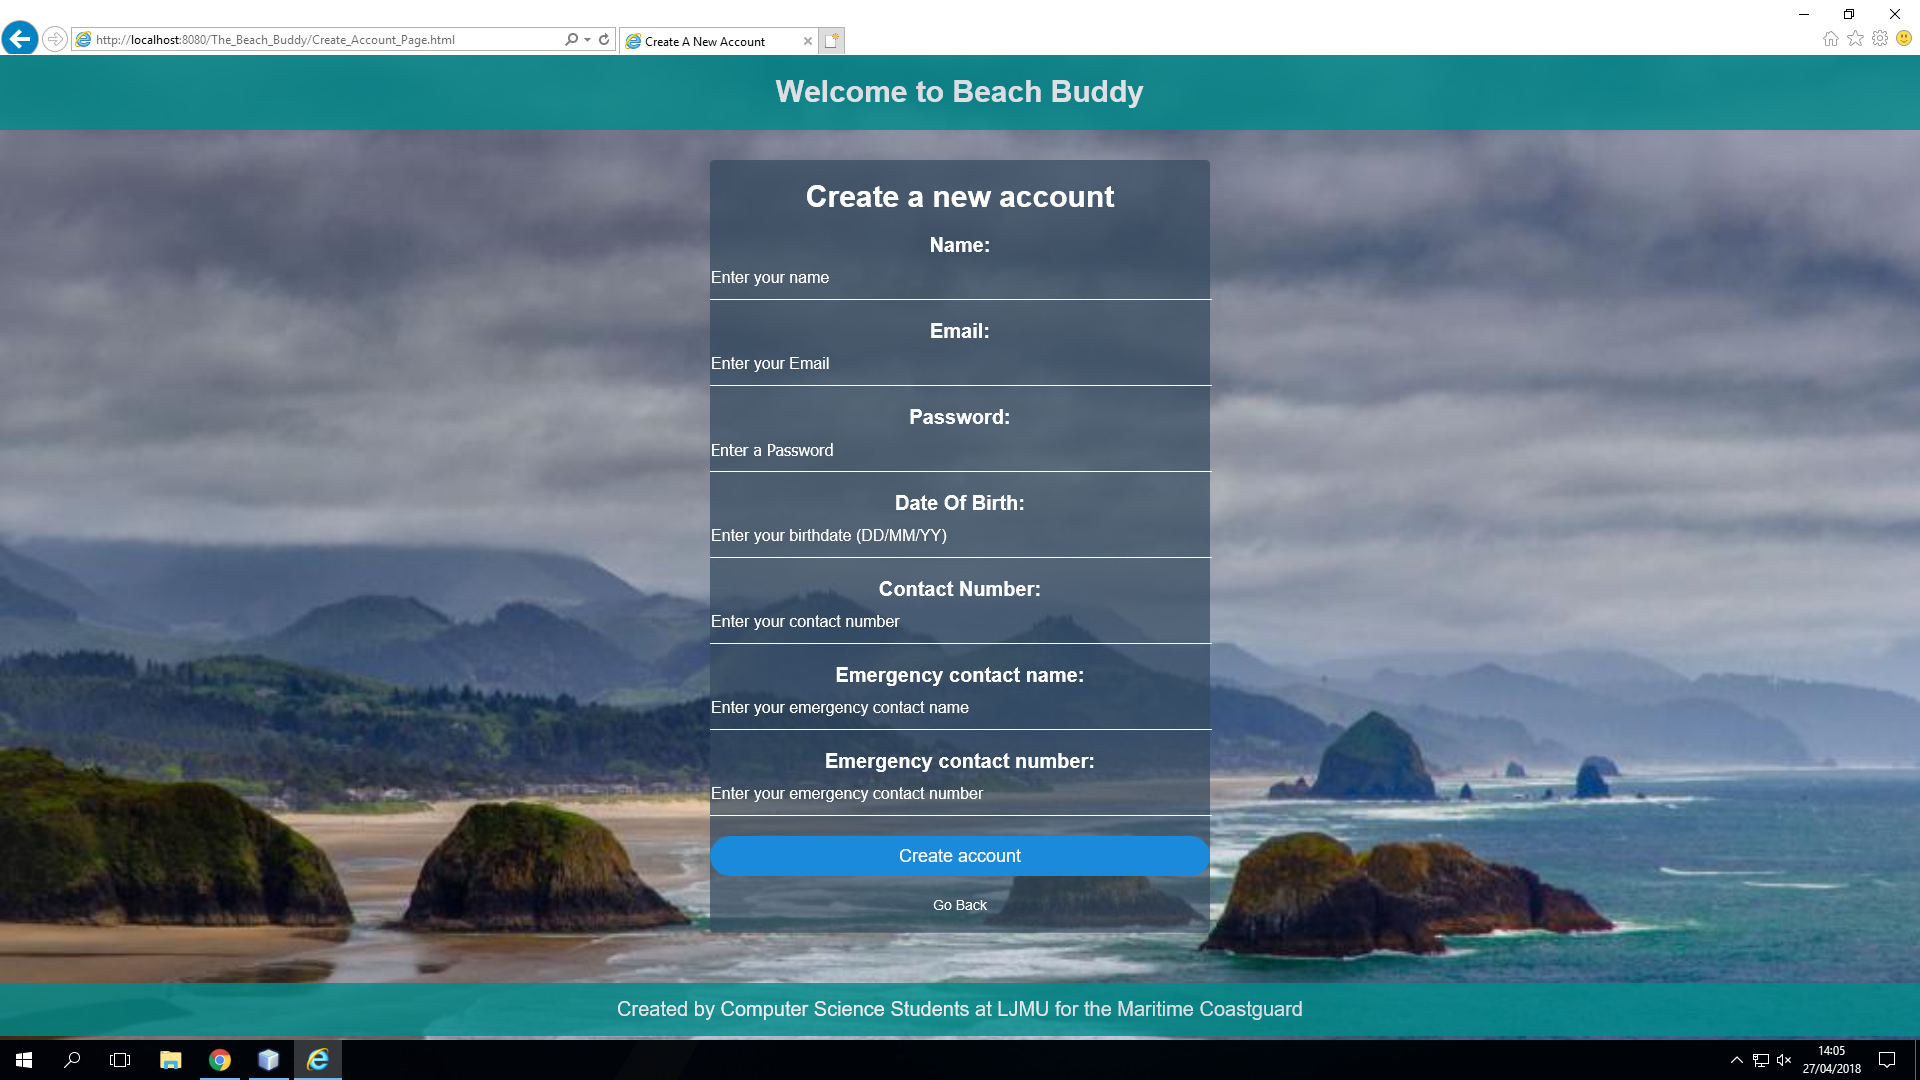 http://localhost:8080/The_Beach_Buddy/Create_Account_Page.html
Create A New Account
Welcome to Beach Buddy
Create a new account
Name:
Enter your name
Email:
Enter your Email
Password:
Enter a Password
Date Of Birth:
Enter your birthdate (DD/MM/YY)
Contact Number:
Enter your contact number
Emergency contact name:
Enter your emergency contact name
Emergency contact number:
Enter your emergency contact number
Create account
Go Back
Created by Computer Science Students at LJMU for the Maritime Coastguard
14:05
27/04/2018